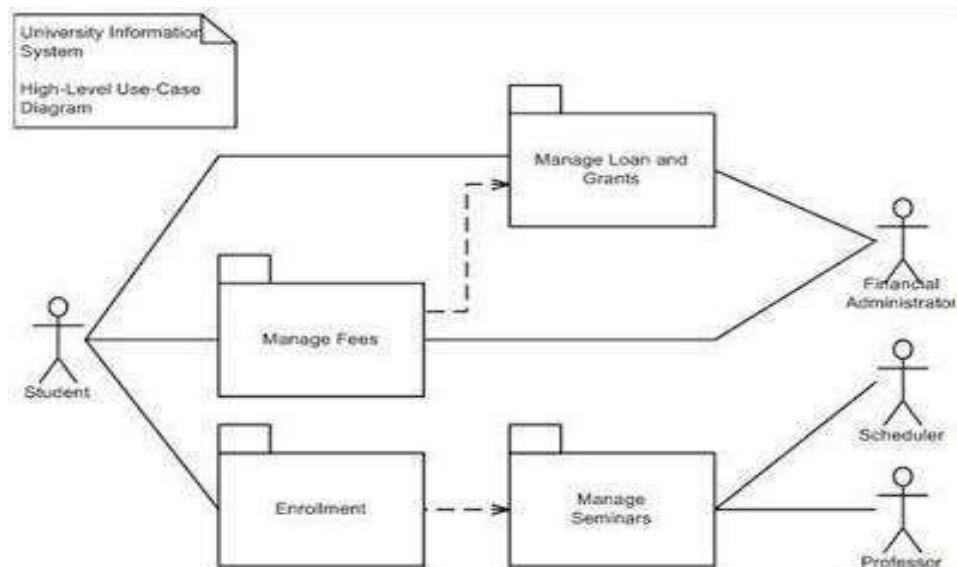 University Information
System
High-Level Use-Case
Diagram
Manage Loan and
Grants
Financial
Administrator
Manage Fees
Student
Scheduler
Enrollment
Manage
Seminars
Professor